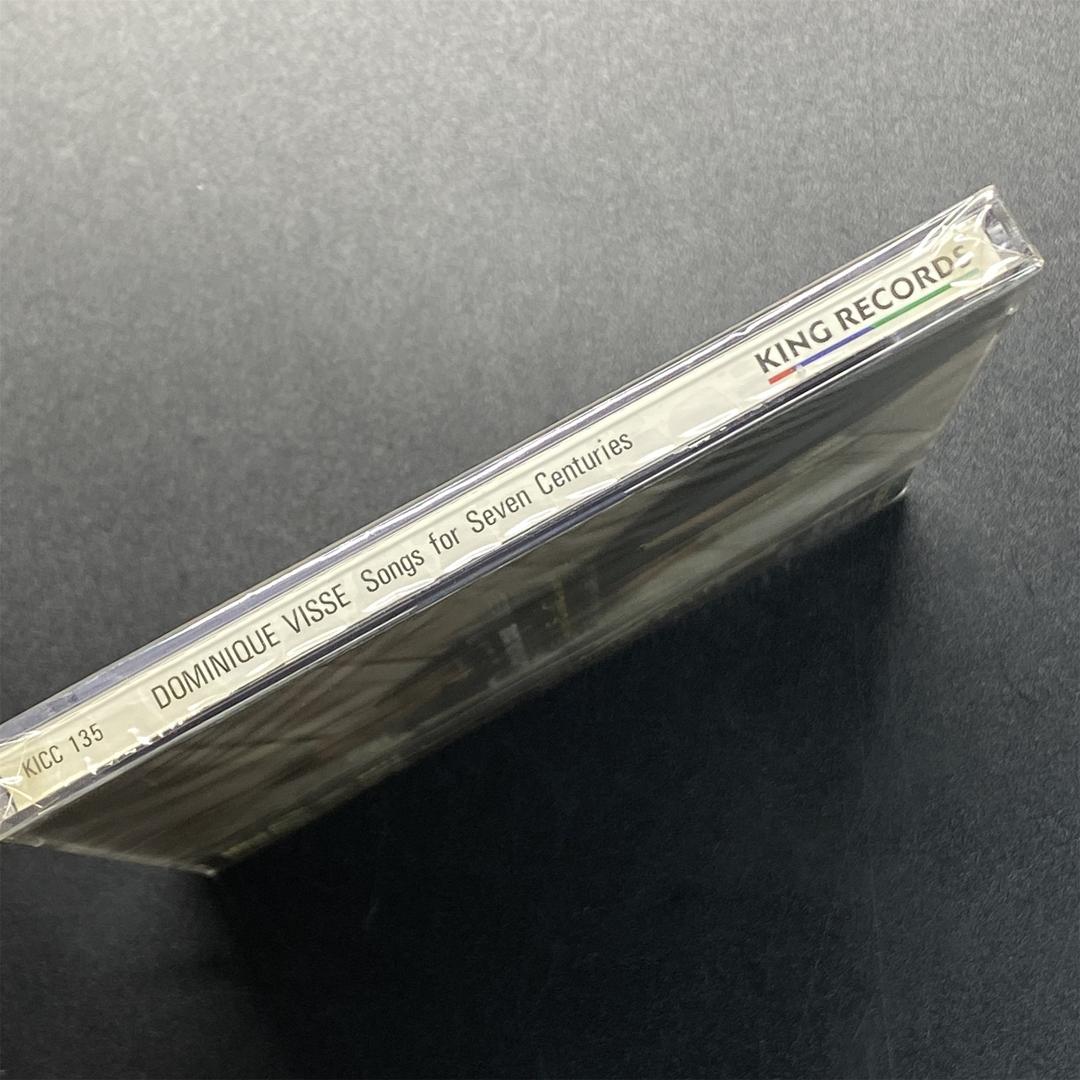 KICC 135 DOMINIQUE VISSE Songs for Seven Centuries KING RECORDS